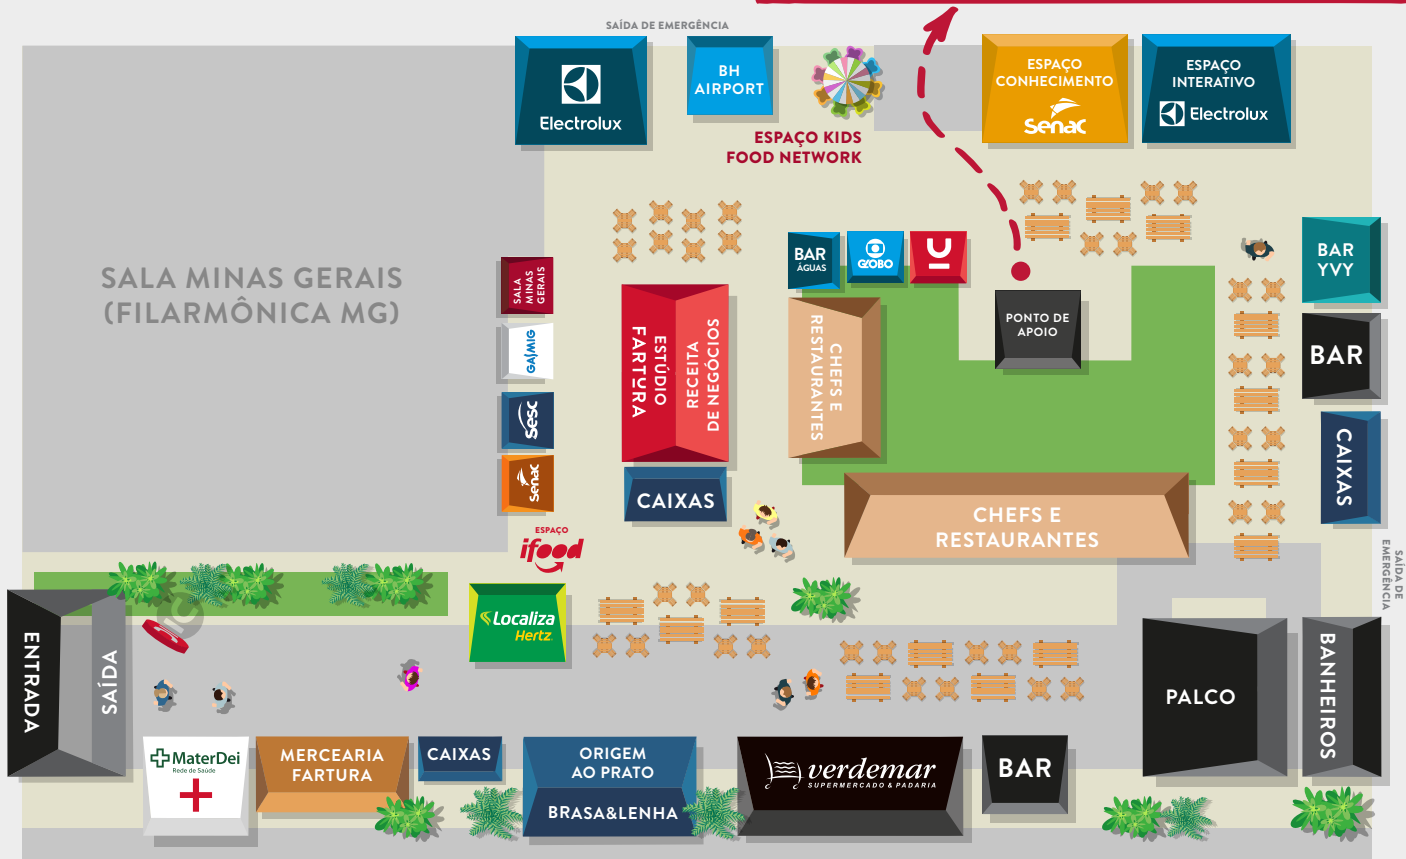 SAÍDA DE EMERGÊNCIA
Electrolux
BH
AIRPORT
ESPAÇO KIDS
FOOD NETWORK
ESPAÇO
CONHECIMENTO
Senac
ESPAÇO
INTERATIVO
Electrolux
SALA MINAS GERAIS
(FILARMÔNICA MG)
SALA
MINAS
GERAIS
GASMIG
Sesc
Senac
ESTÚDIO
FARTURA
RECEITA
DE NEGÓCIOS
CAIXAS
BAR
ÁGUAS
GLOBO
CHEFS E
RESTAURANTES
PONTO DE
APOIO
CHEFS E
RESTAURANTES
BAR
YVY
BAR
CAIXAS
SAÍDA DE
EMERGÊNCIA
ESPAÇO
ifood
Localiza
Hertz
ENTRADA
SAÍDA
MaterDei
Rede de Saúde
MERCEARIA
FARTURA
CAIXAS
ORIGEM
AO PRATO
BRASA&LENHA
verdemar
SUPERMERCADO & PADARIA
BAR
PALCO
BANHEIROS